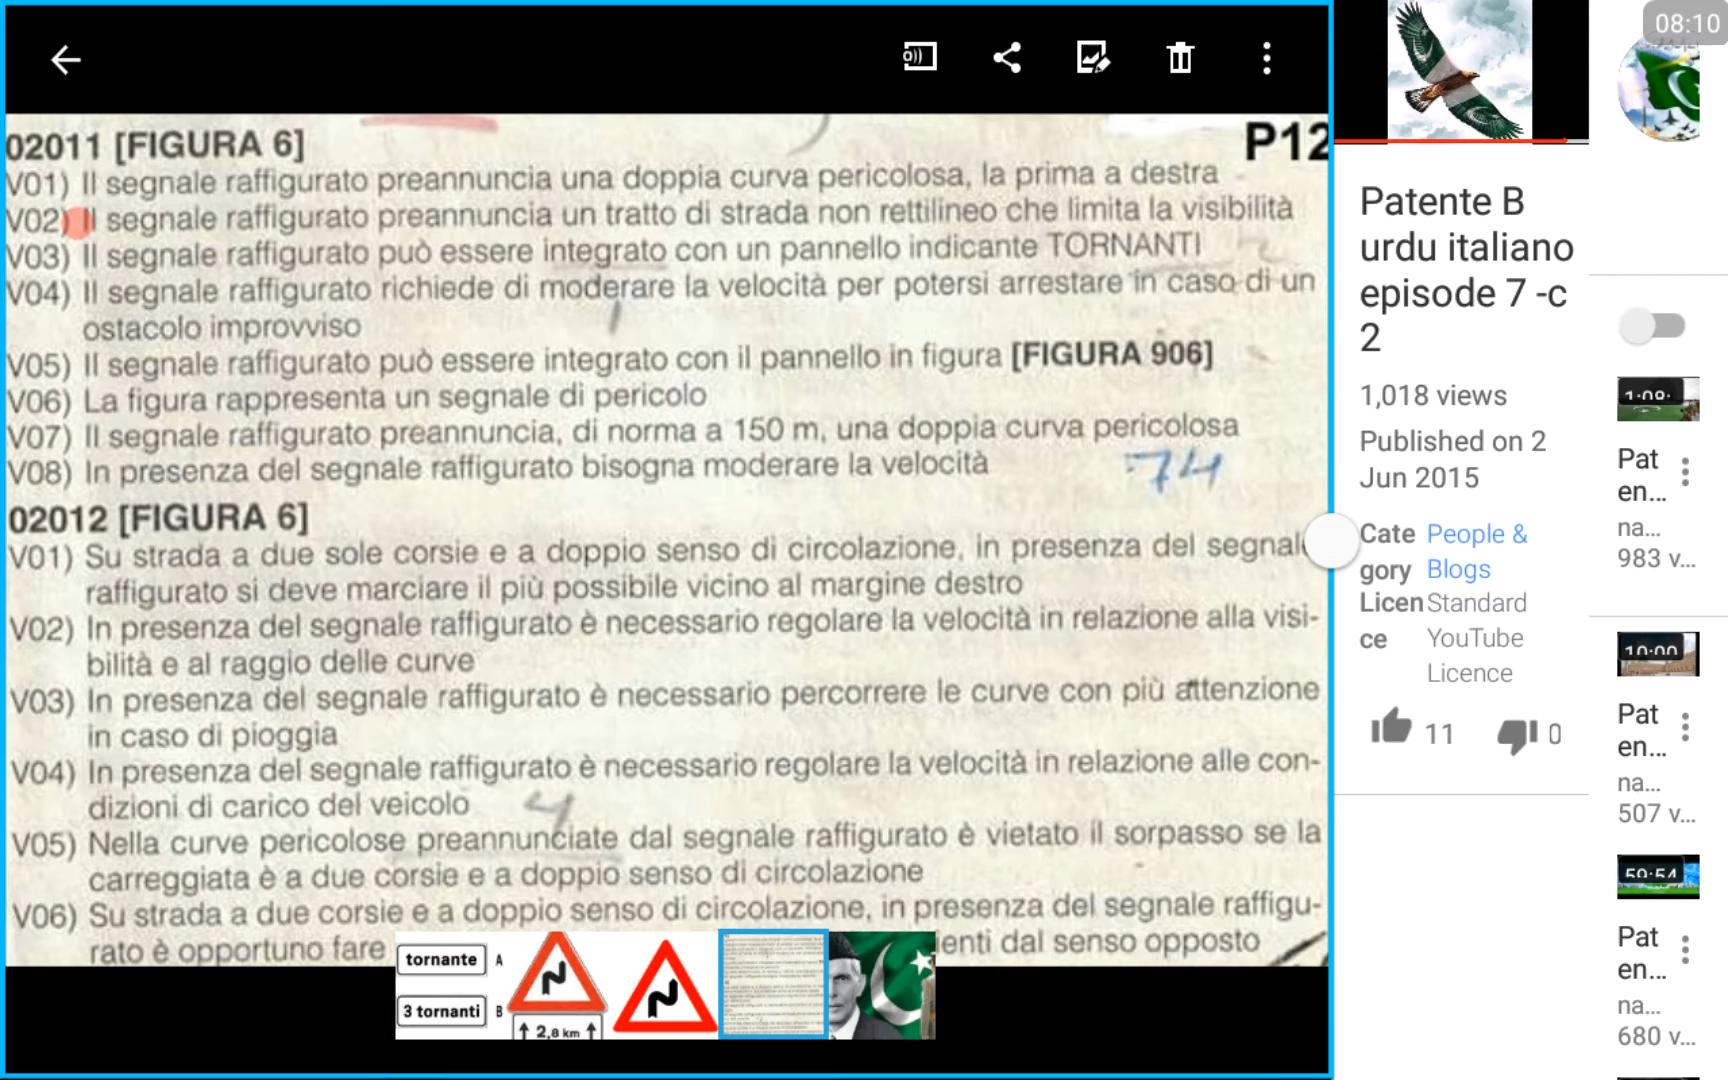 02011 [FIGURA 6]
P12
V01) Il segnale raffigurato preannuncia una doppia curva pericolosa, la prima a destra
V02) Il segnale raffigurato preannuncia un tratto di strada non rettilineo che limita la visibilità
V03) Il segnale raffigurato può essere integrato con un pannello indicante TORNANTI
V04) Il segnale raffigurato richiede di moderare la velocità per potersi arrestare in caso di un
ostacolo improvviso
V05) Il segnale raffigurato può essere integrato con il pannello in figura [FIGURA 906]
V06) La figura rappresenta un segnale di pericolo
V07) Il segnale raffigurato preannuncia, di norma a 150 m, una doppia curva pericolosa
V08) In presenza del segnale raffigurato bisogna moderare la velocità
74
02012 [FIGURA 6]
V01) Su strada a due sole corsie e a doppio senso di circolazione, in presenza del segnale
raffigurato si deve marciare il più possibile vicino al margine destro
V02) In presenza del segnale raffigurato è necessario regolare la velocità in relazione alla visi-
bilità e al raggio delle curve
V03) In presenza del segnale raffigurato è necessario percorrere le curve con più attenzione
in caso di pioggia
V04) In presenza del segnale raffigurato è necessario regolare la velocità in relazione alle con-
dizioni di carico del veicolo
4
V05) Nella curve pericolose preannunciate dal segnale raffigurato è vietato il sorpasso se la
carreggiata è a due corsie e a doppio senso di circolazione
V06) Su strada a due corsie e a doppio senso di circolazione, in presenza del segnale raffigu-
rato è opportuno fare ienti dal senso opposto
tornante A
3 tornanti B
2,8 km
08:10
Patente B
urdu italiano
episode 7 -c
2
1,018 views
Published on 2
Jun 2015
Cate
gory
People &
Blogs
Licen
ce
Standard
YouTube
Licence
11
0
1:08:
Pat
en...
na...
983 v...
10:00
Pat
en...
na...
507 v...
59:54
Pat
en...
na...
680 v...